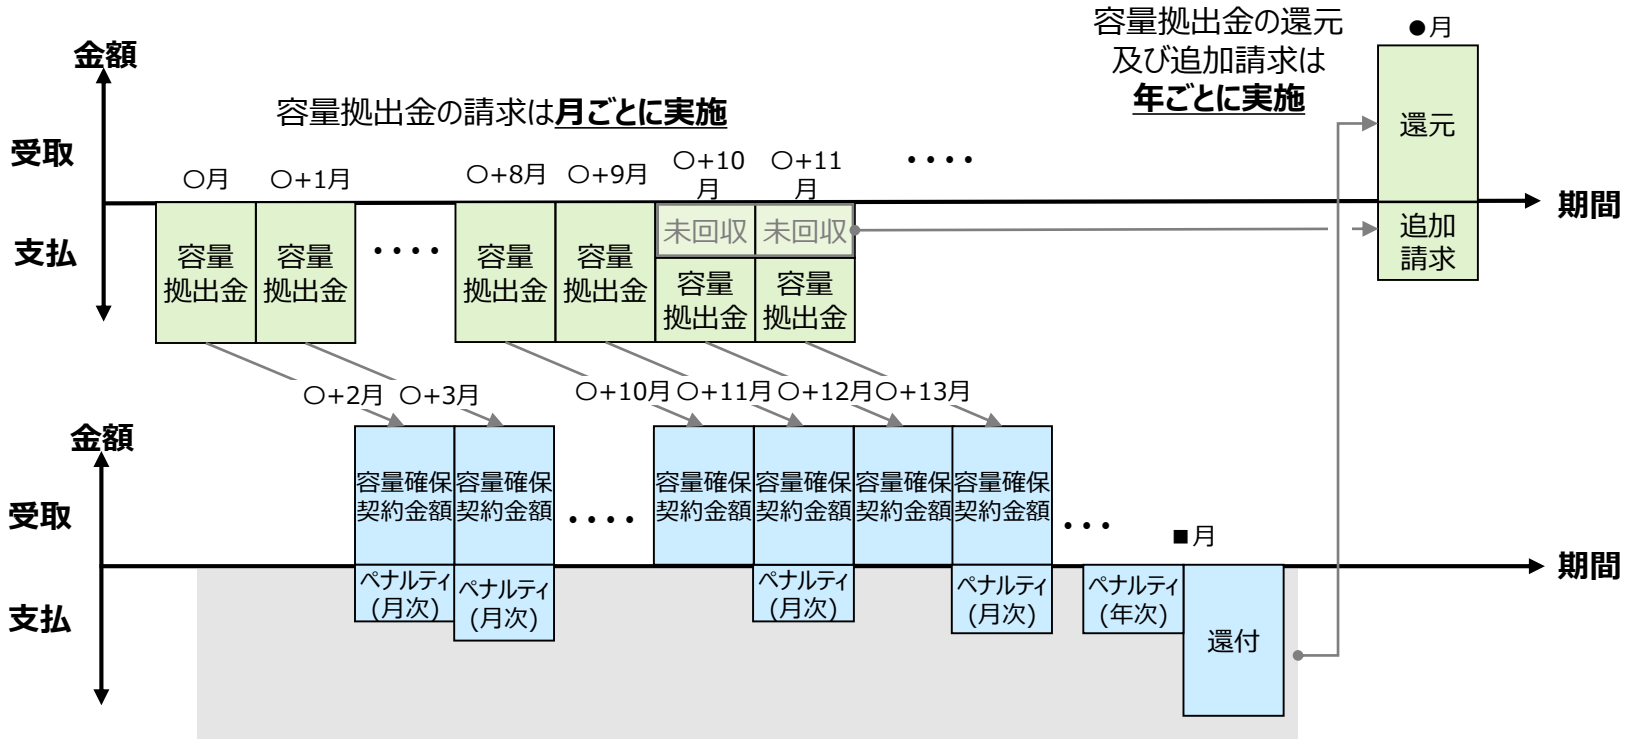 容量拠出金の還元
及び追加請求は
年ごとに実施
●月
金額
容量拠出金の請求は月ごとに実施
受取
還元
〇月
〇+1月
〇+8月
〇+9月
〇+10
月
〇+11
月
・・・・
期間
支払
容量
拠出金
容量
拠出金
・・・・
容量
拠出金
容量
拠出金
未回収
未回収
容量
拠出金
容量
拠出金
追加
請求
〇+2月
〇+3月
〇+10月
〇+11月
〇+12月
〇+13月
金額
受取
容量確保
契約金額
容量確保
契約金額
・・・・
容量確保
契約金額
容量確保
契約金額
容量確保
契約金額
容量確保
契約金額
・・・
■月
期間
支払
ペナルティ
(月次)
ペナルティ
(月次)
ペナルティ
(月次)
ペナルティ
(月次)
ペナルティ
(年次)
還付